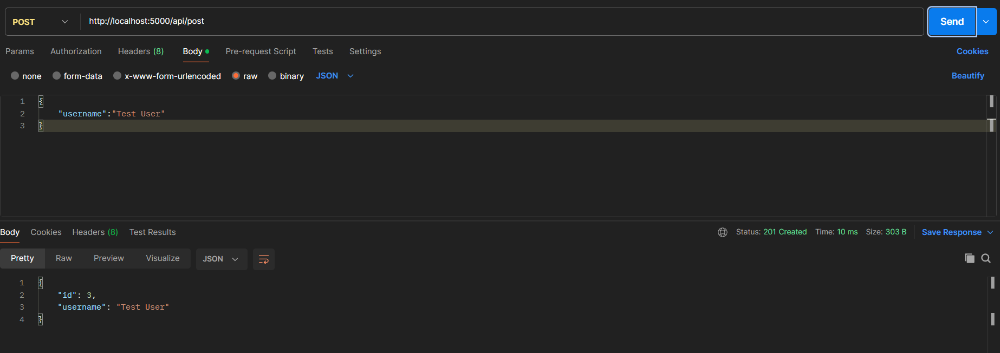 POST http://localhost:5000/api/post Send
Params Authorization Headers (8) Body Pre-request Script Tests Settings Cookies
none form-data x-www-form-urlencoded raw binary JSON Beautify
1 {
2 "username":"Test User"
3 }
Body Cookies Headers (8) Test Results Status: 201 Created Time: 10 ms Size: 303 B Save Response
Pretty Raw Preview Visualize JSON
1 {
2 "id": 3,
3 "username": "Test User"
4 }